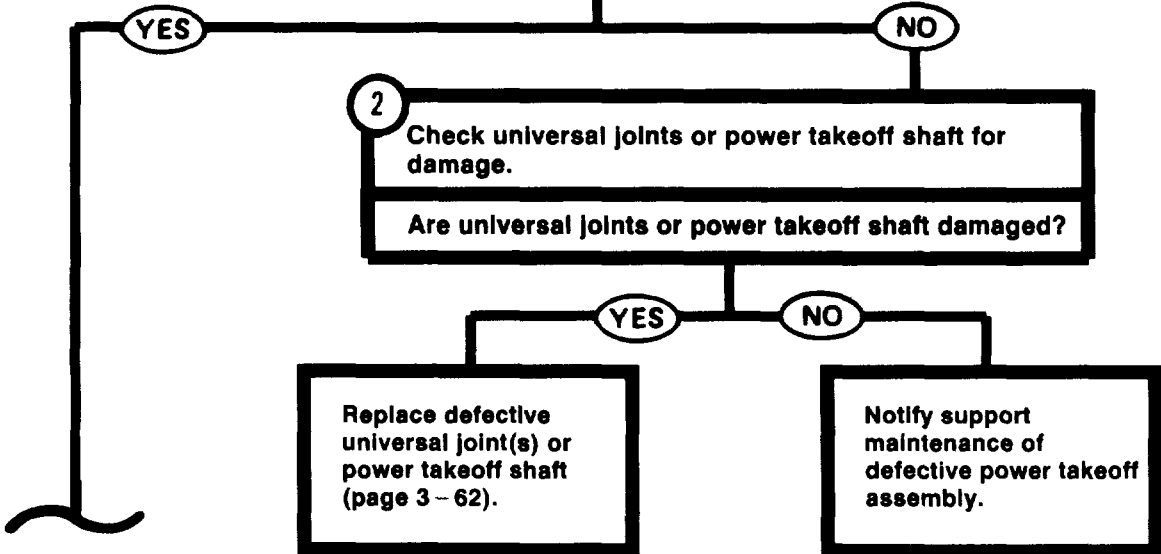 YES
NO
2
Check universal joints or power takeoff shaft for
damage.
Are universal joints or power takeoff shaft damaged?
YES
NO
Replace defective
universal joint(s) or
power takeoff shaft
(page 3–62).
Notify support
maintenance of
defective power takeoff
assembly.